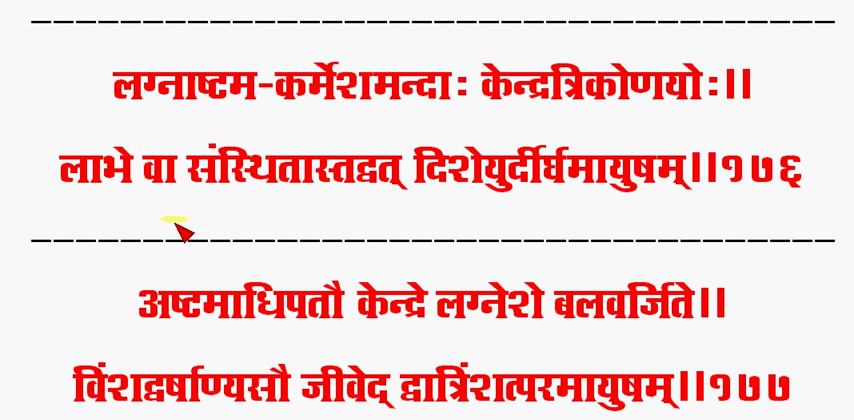 लग्नाष्टम-कर्मेशमन्दाः केन्द्रत्रिकोणयोः।।
लाभे वा संस्थितास्तद्वत् दिशेयुर्दीर्घमायुषम्।।१७६
अष्टमाधिपतौ केन्द्रे लग्नेशे बलवर्जिते।।
विंशद्वर्षाण्यसौ जीवेद् द्वात्रिंशत्परमायुषम्।।१७७